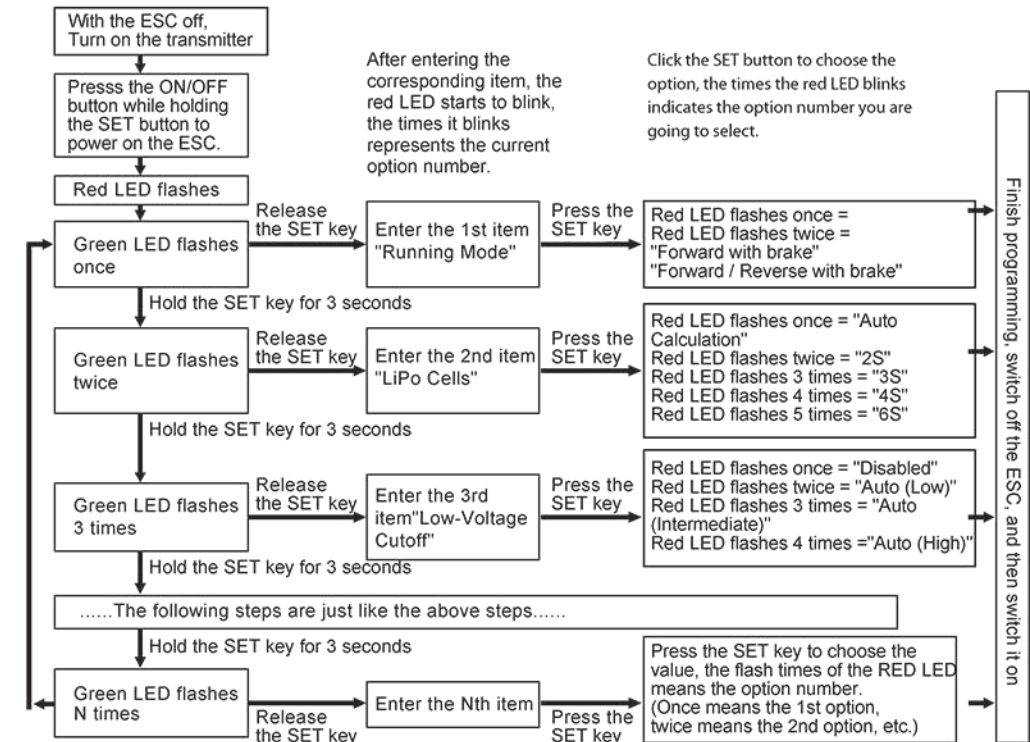 With the ESC off,
Turn on the transmitter
Presss the ON/OFF
button while holding
the SET button to
power on the ESC.
Red LED flashes
After entering the
corresponding item, the
red LED starts to blink,
the times it blinks
represents the current
option number.
Click the SET button to choose the
option, the times the red LED blinks
indicates the option number you are
going to select.
Green LED flashes
once
Release
the SET key
Enter the 1st item
"Running Mode"
Press the
SET key
Red LED flashes once =
Red LED flashes twice =
"Forward with brake"
"Forward / Reverse with brake"
Hold the SET key for 3 seconds
Green LED flashes
twice
Release
the SET key
Enter the 2nd item
"LiPo Cells"
Press the
SET key
Red LED flashes once = "Auto
Calculation"
Red LED flashes twice = "2S"
Red LED flashes 3 times = "3S"
Red LED flashes 4 times = "4S"
Red LED flashes 5 times = "6S"
Hold the SET key for 3 seconds
Green LED flashes
3 times
Release
the SET key
Enter the 3rd
item"Low-Voltage
Cutoff"
Press the
SET key
Red LED flashes once = "Disabled"
Red LED flashes twice = "Auto (Low)"
Red LED flashes 3 times = "Auto
(Intermediate)"
Red LED flashes 4 times ="Auto (High)"
Hold the SET key for 3 seconds
......The following steps are just like the above steps......
Hold the SET key for 3 seconds
Green LED flashes
N times
Release
the SET key
Enter the Nth item
Press the
SET key
Press the SET key to choose the
value, the flash times of the RED LED
means the option number.
(Once means the 1st option,
twice means the 2nd option, etc.)
Finish programming, switch off the ESC, and then switch it on